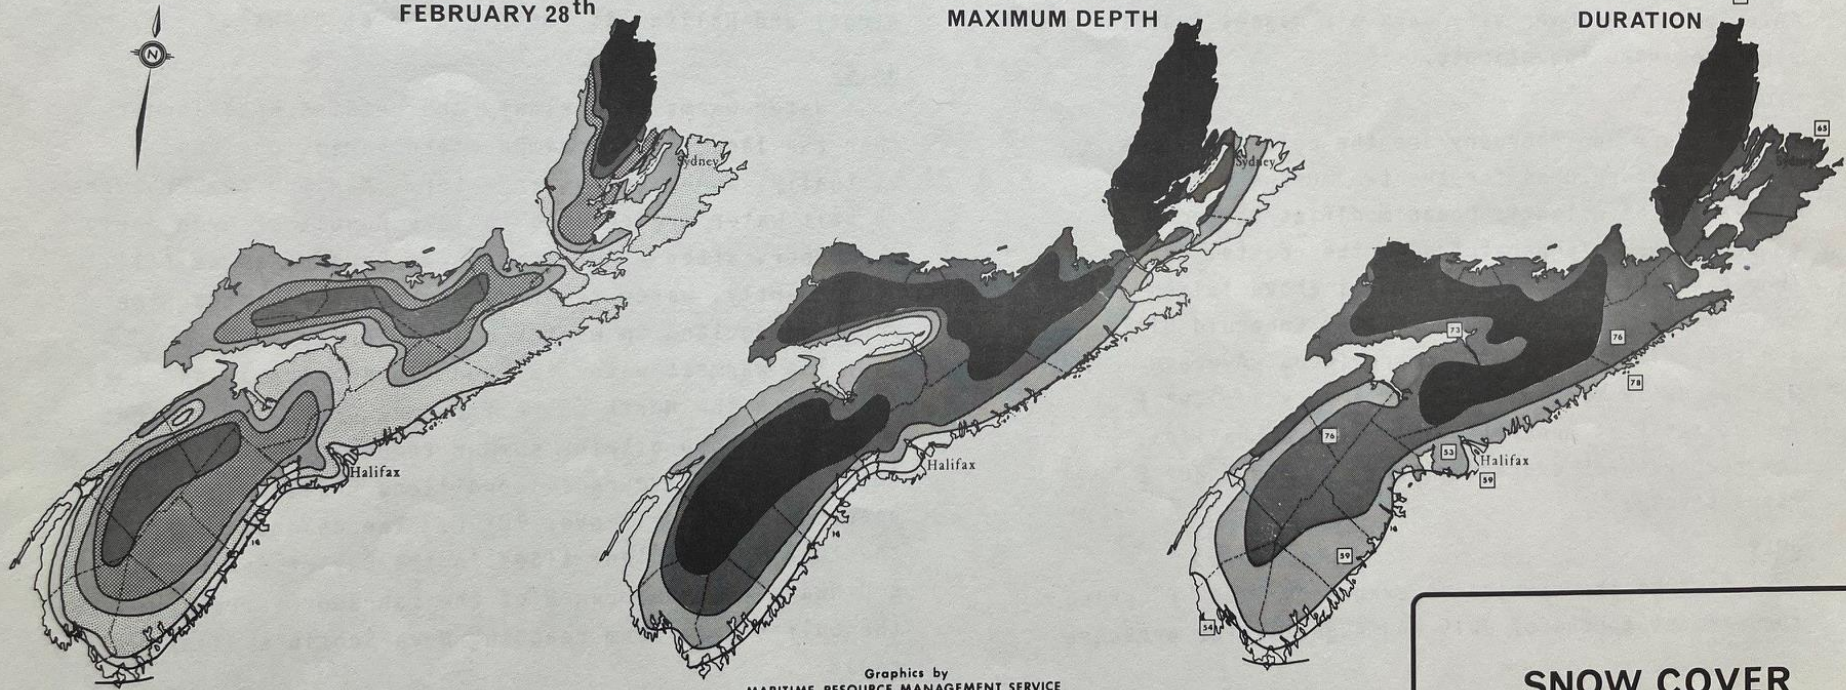 FEBRUARY 28th
MAXIMUM DEPTH
DURATION
N
Sydney
Sydney
65
Sydney
73
76
78
76
Halifax
Halifax
53
Halifax
59
59
54
Graphics by
MARITIME RESOURCE MANAGEMENT SERVICE
SNOW COVER